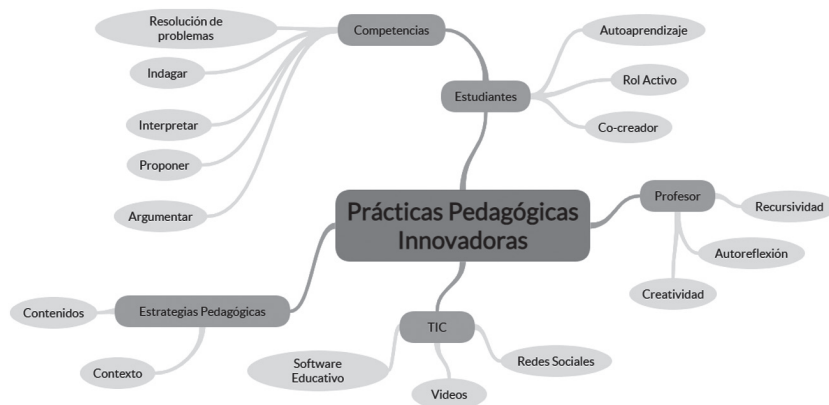 Resolución de
problemas
Competencias
Indagar
Interpretar
Proponer
Argumentar
Estudiantes
Autoaprendizaje
Rol Activo
Co-creador
Prácticas Pedagógicas
Innovadoras
Profesor
Recursividad
Autoreflexión
Creatividad
Contenidos
Estrategias Pedagógicas
Contexto
TIC
Software
Educativo
Videos
Redes Sociales